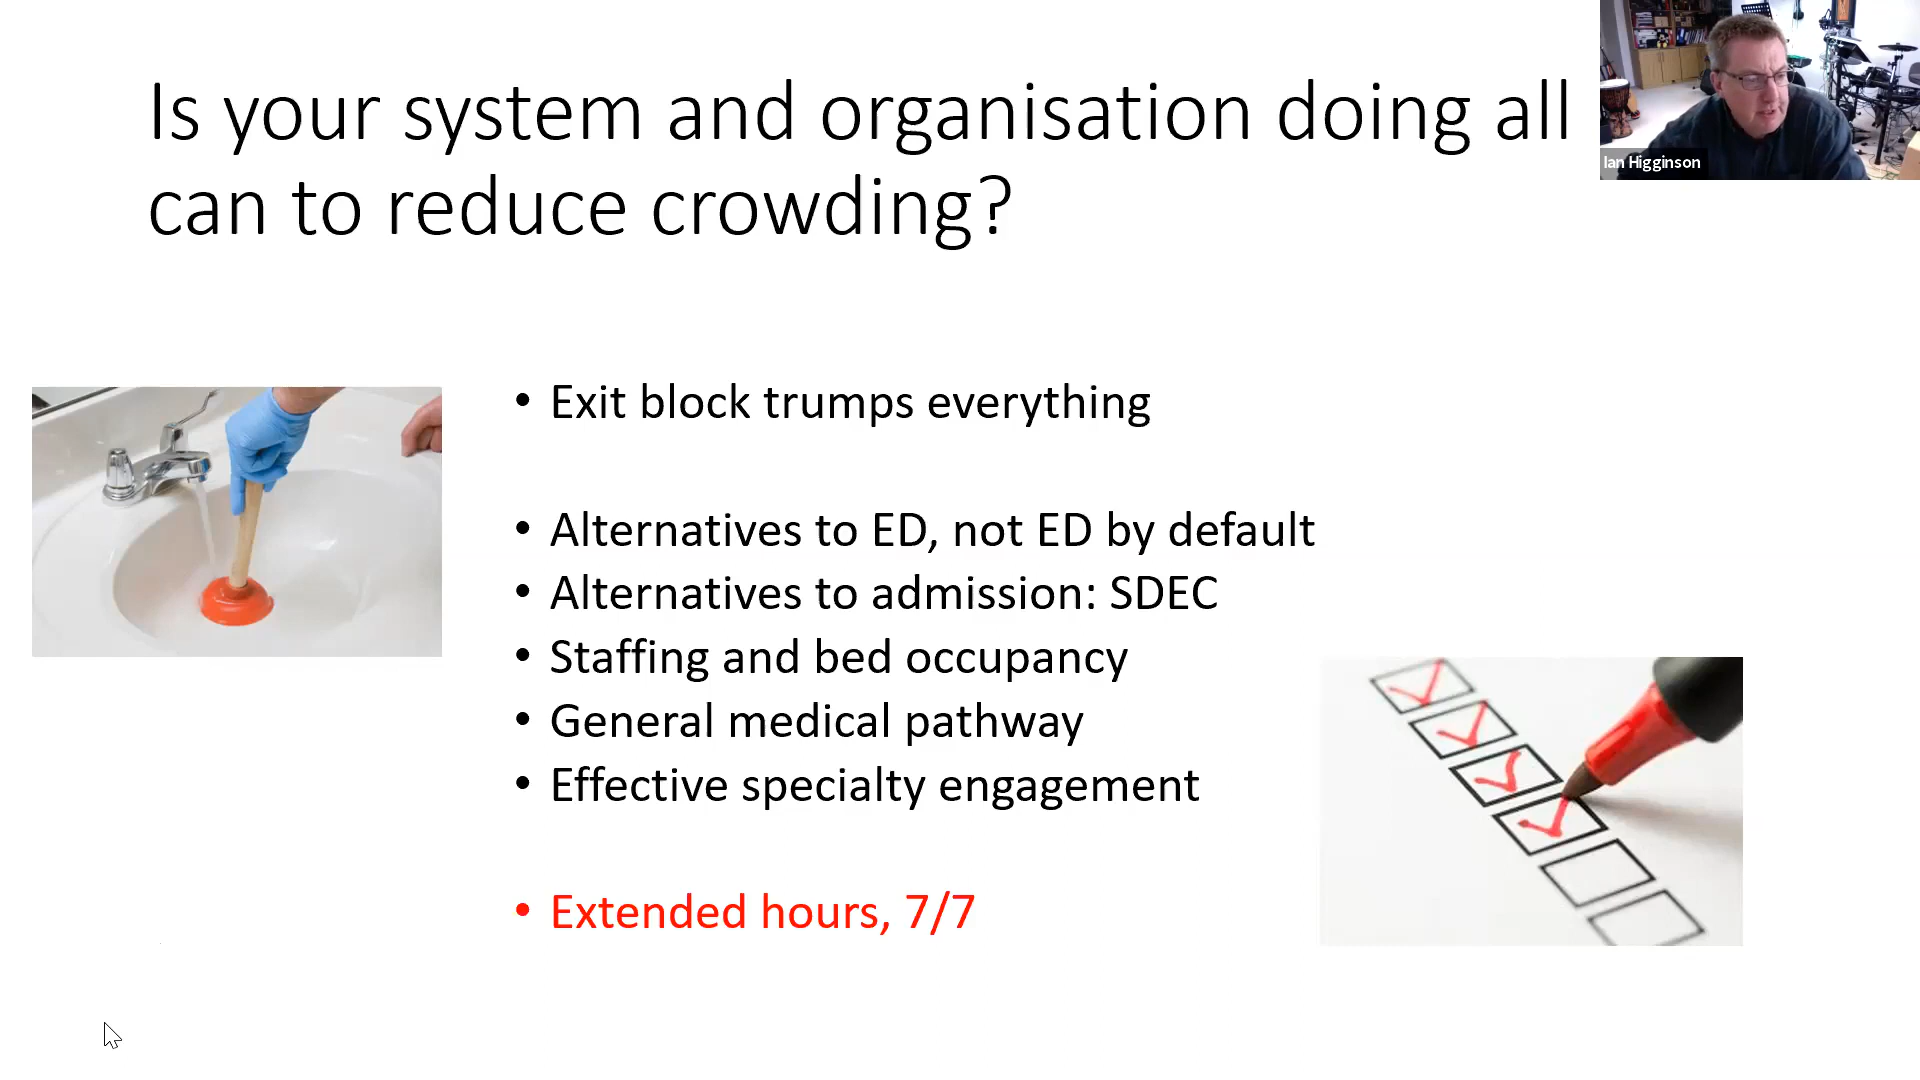 Is your system and organisation doing all
can to reduce crowding?
Ian Higginson
• Exit block trumps everything
• Alternatives to ED, not ED by default
• Alternatives to admission: SDEC
• Staffing and bed occupancy
• General medical pathway
• Effective specialty engagement
• Extended hours, 7/7